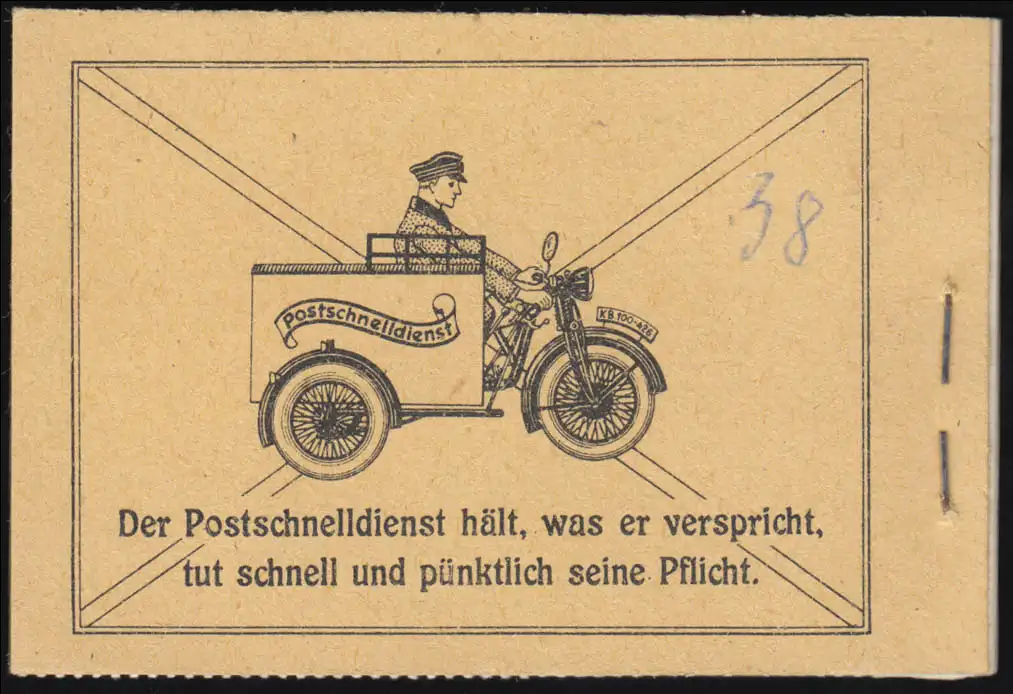 38
Postschnelldienst
KB 100-426
Der Postschnelldienst hält, was er verspricht,
tut schnell und pünktlich seine Pflicht.